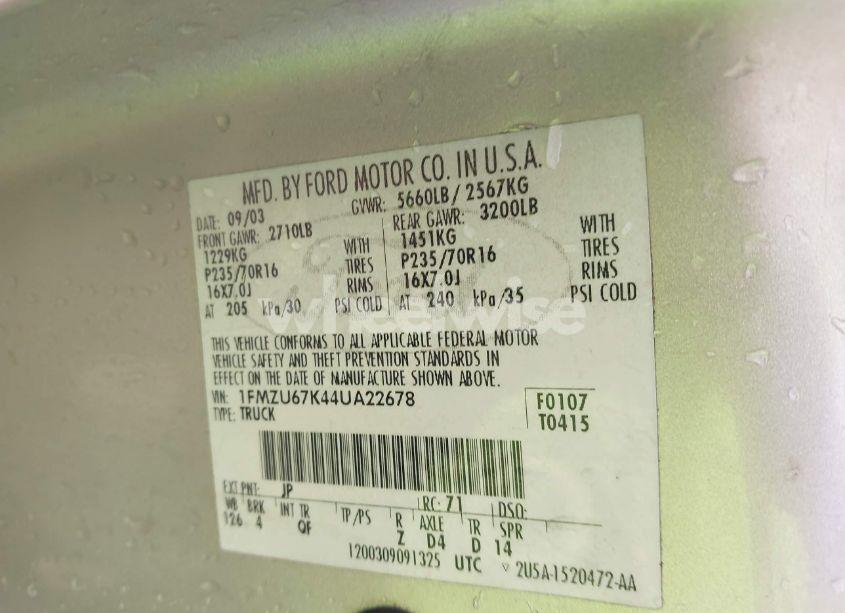 MFD. BY FORD MOTOR CO. IN U.S.A.
DATE: 09/03 GVWR: 5660LB/ 2567KG
FRONT GAWR: 2710LB REAR GAWR: 3200LB
1229KG WITH 1451KG WITH
P235/70R16 TIRES P235/70R16 TIRES
16X7.0J RIMS 16X7.0J RIMS
AT 205 kPa/30 PSI COLD AT 240 kPa/35 PSI COLD
wheelwise
THIS VEHICLE CONFORMS TO ALL APPLICABLE FEDERAL MOTOR
VEHICLE SAFETY AND THEFT PREVENTION STANDARDS IN
EFFECT ON THE DATE OF MANUFACTURE SHOWN ABOVE.
VIN: 1FMZU67K44UA22678 F0107
TYPE: TRUCK T0415
EXT PNT: JP RC: 71 DSO:
WB BRK INT TR TP/PS R AXLE TR SPR
126 4 QF Z D4 D 14
1200309091325 UTC ▿ 2U5A-1520472-AA